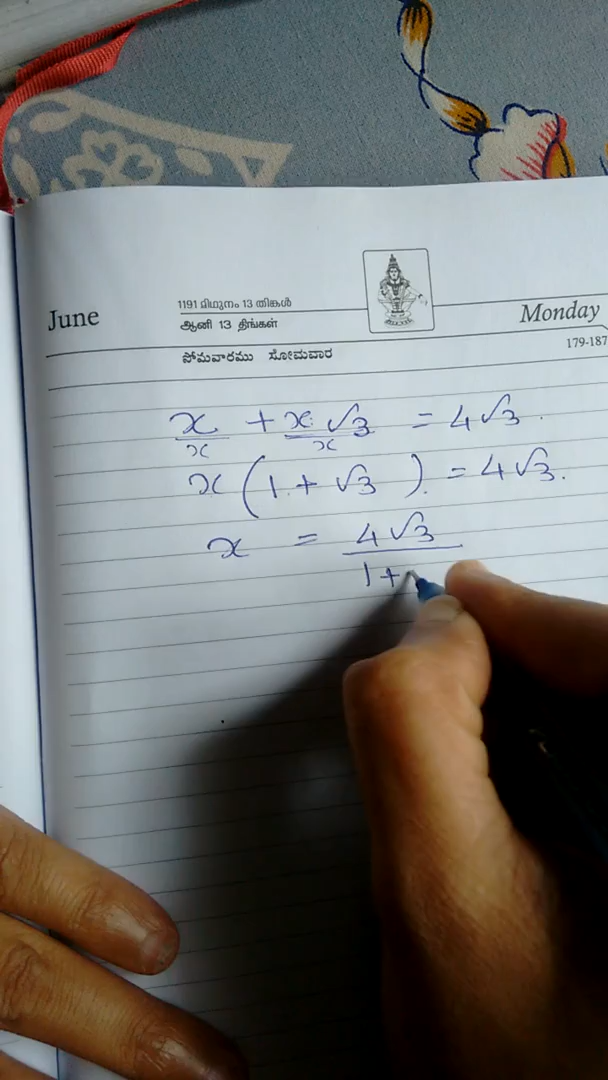 June
1191 മിഥുനം 13 തിങ്കൾ
ஆனி 13 திங்கள்
సోమవారము ಸೋಮವಾರ
Monday
179-187
x/x + x√3/x = 4√3.
x (1 + √3) = 4√3.
x = 4√3/1+